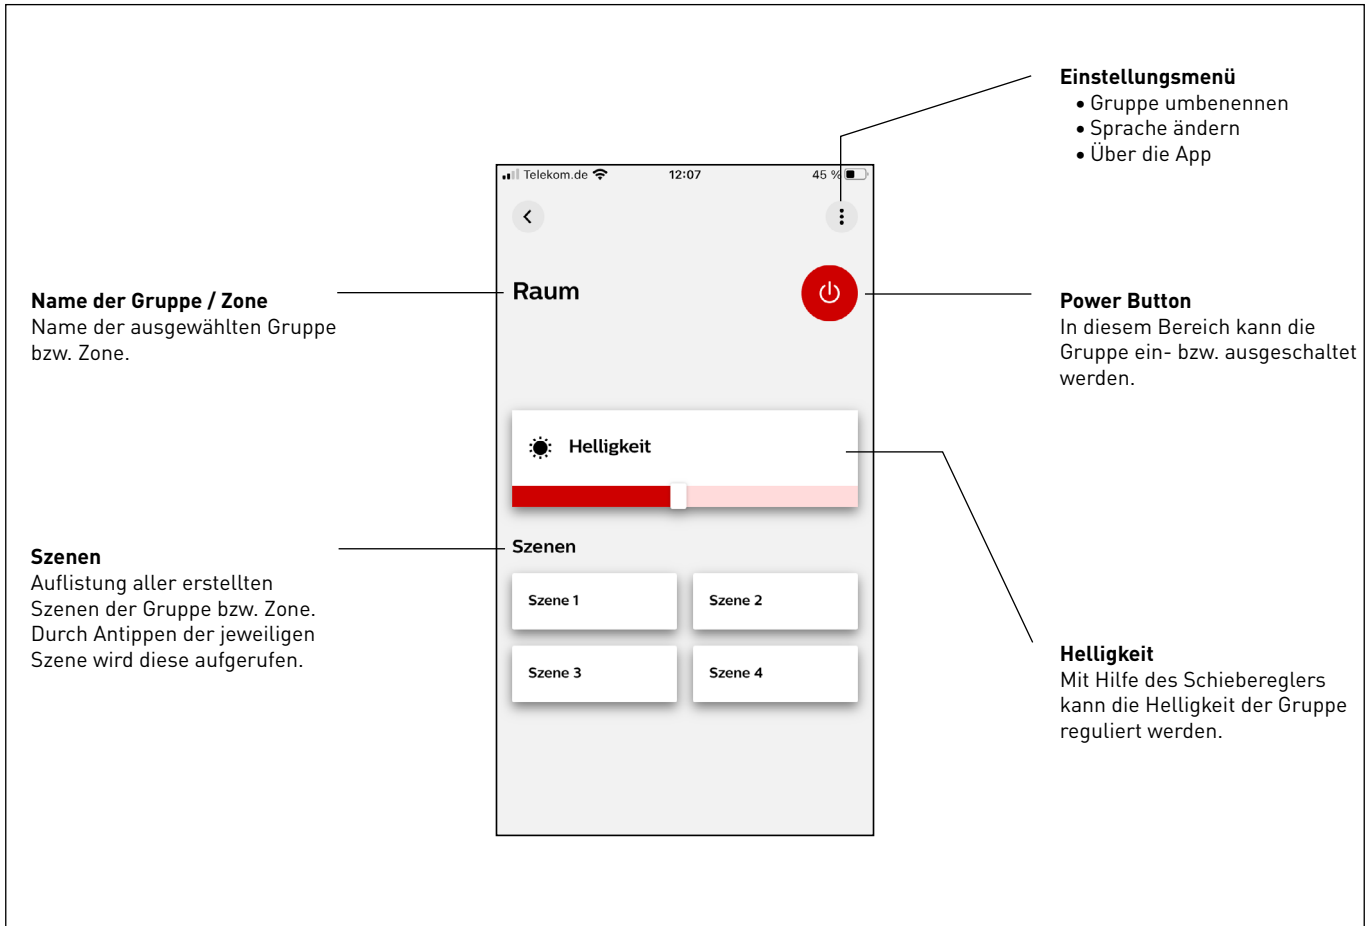 Einstellungsmenü
• Gruppe umbenennen
• Sprache ändern
• Über die App
Telekom.de 12:07 45 %
Name der Gruppe / Zone
Name der ausgewählten Gruppe
bzw. Zone.
Raum
Power Button
In diesem Bereich kann die
Gruppe ein- bzw. ausgeschaltet
werden.
Helligkeit
Szenen
Auflistung aller erstellten
Szenen der Gruppe bzw. Zone.
Durch Antippen der jeweiligen
Szene wird diese aufgerufen.
Szenen
Szene 1
Szene 2
Szene 3
Szene 4
Helligkeit
Mit Hilfe des Schiebereglers
kann die Helligkeit der Gruppe
reguliert werden.